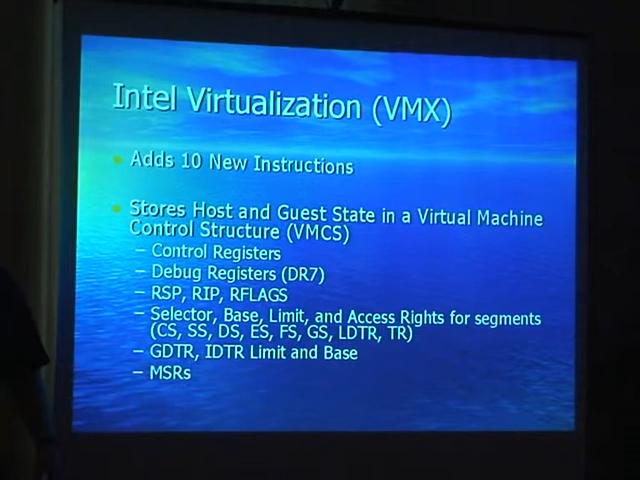 Intel Virtualization (VMX)
• Adds 10 New Instructions
• Stores Host and Guest State in a Virtual Machine
Control Structure (VMCS)
– Control Registers
– Debug Registers (DR7)
– RSP, RIP, RFLAGS
– Selector, Base, Limit, and Access Rights for segments
(CS, SS, DS, ES, FS, GS, LDTR, TR)
– GDTR, IDTR Limit and Base
– MSRs